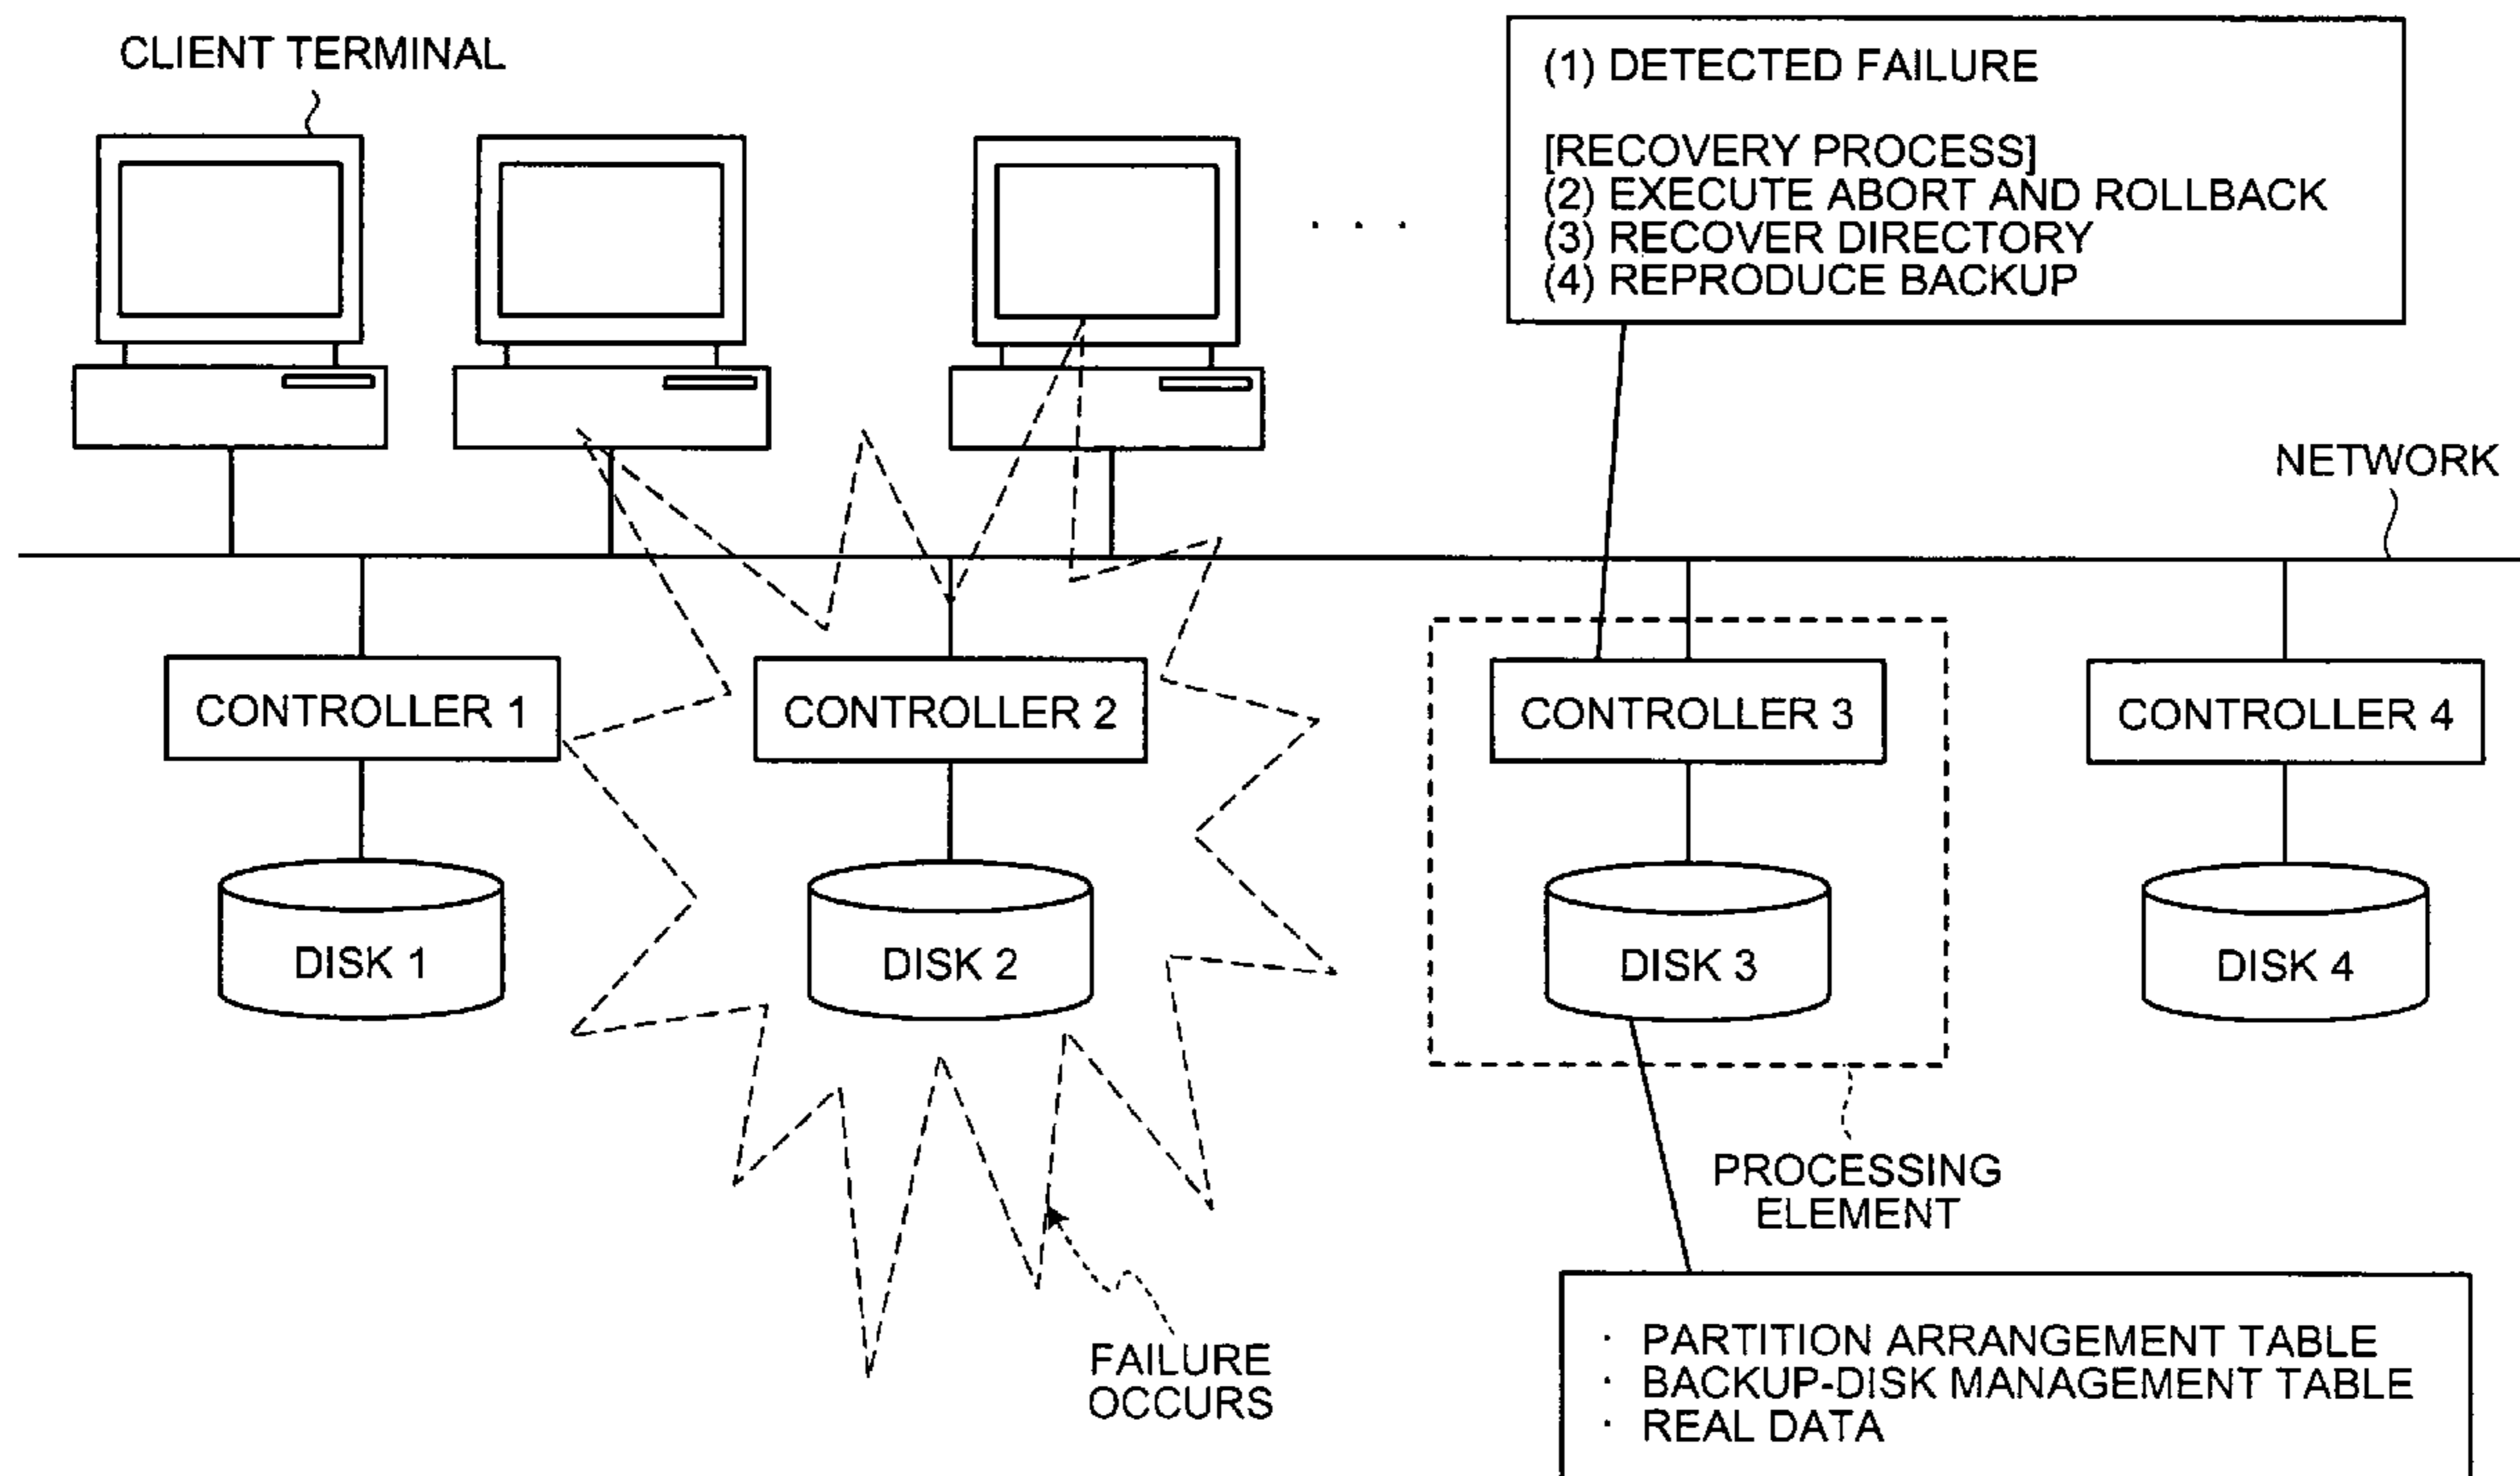 CLIENT TERMINAL
(1) DETECTED FAILURE
[RECOVERY PROCESS]
(2) EXECUTE ABORT AND ROLLBACK
(3) RECOVER DIRECTORY
(4) REPRODUCE BACKUP
. . .
NETWORK
CONTROLLER 1
CONTROLLER 2
CONTROLLER 3
CONTROLLER 4
DISK 1
DISK 2
DISK 3
DISK 4
PROCESSING
ELEMENT
FAILURE
OCCURS
· PARTITION ARRANGEMENT TABLE
· BACKUP-DISK MANAGEMENT TABLE
· REAL DATA